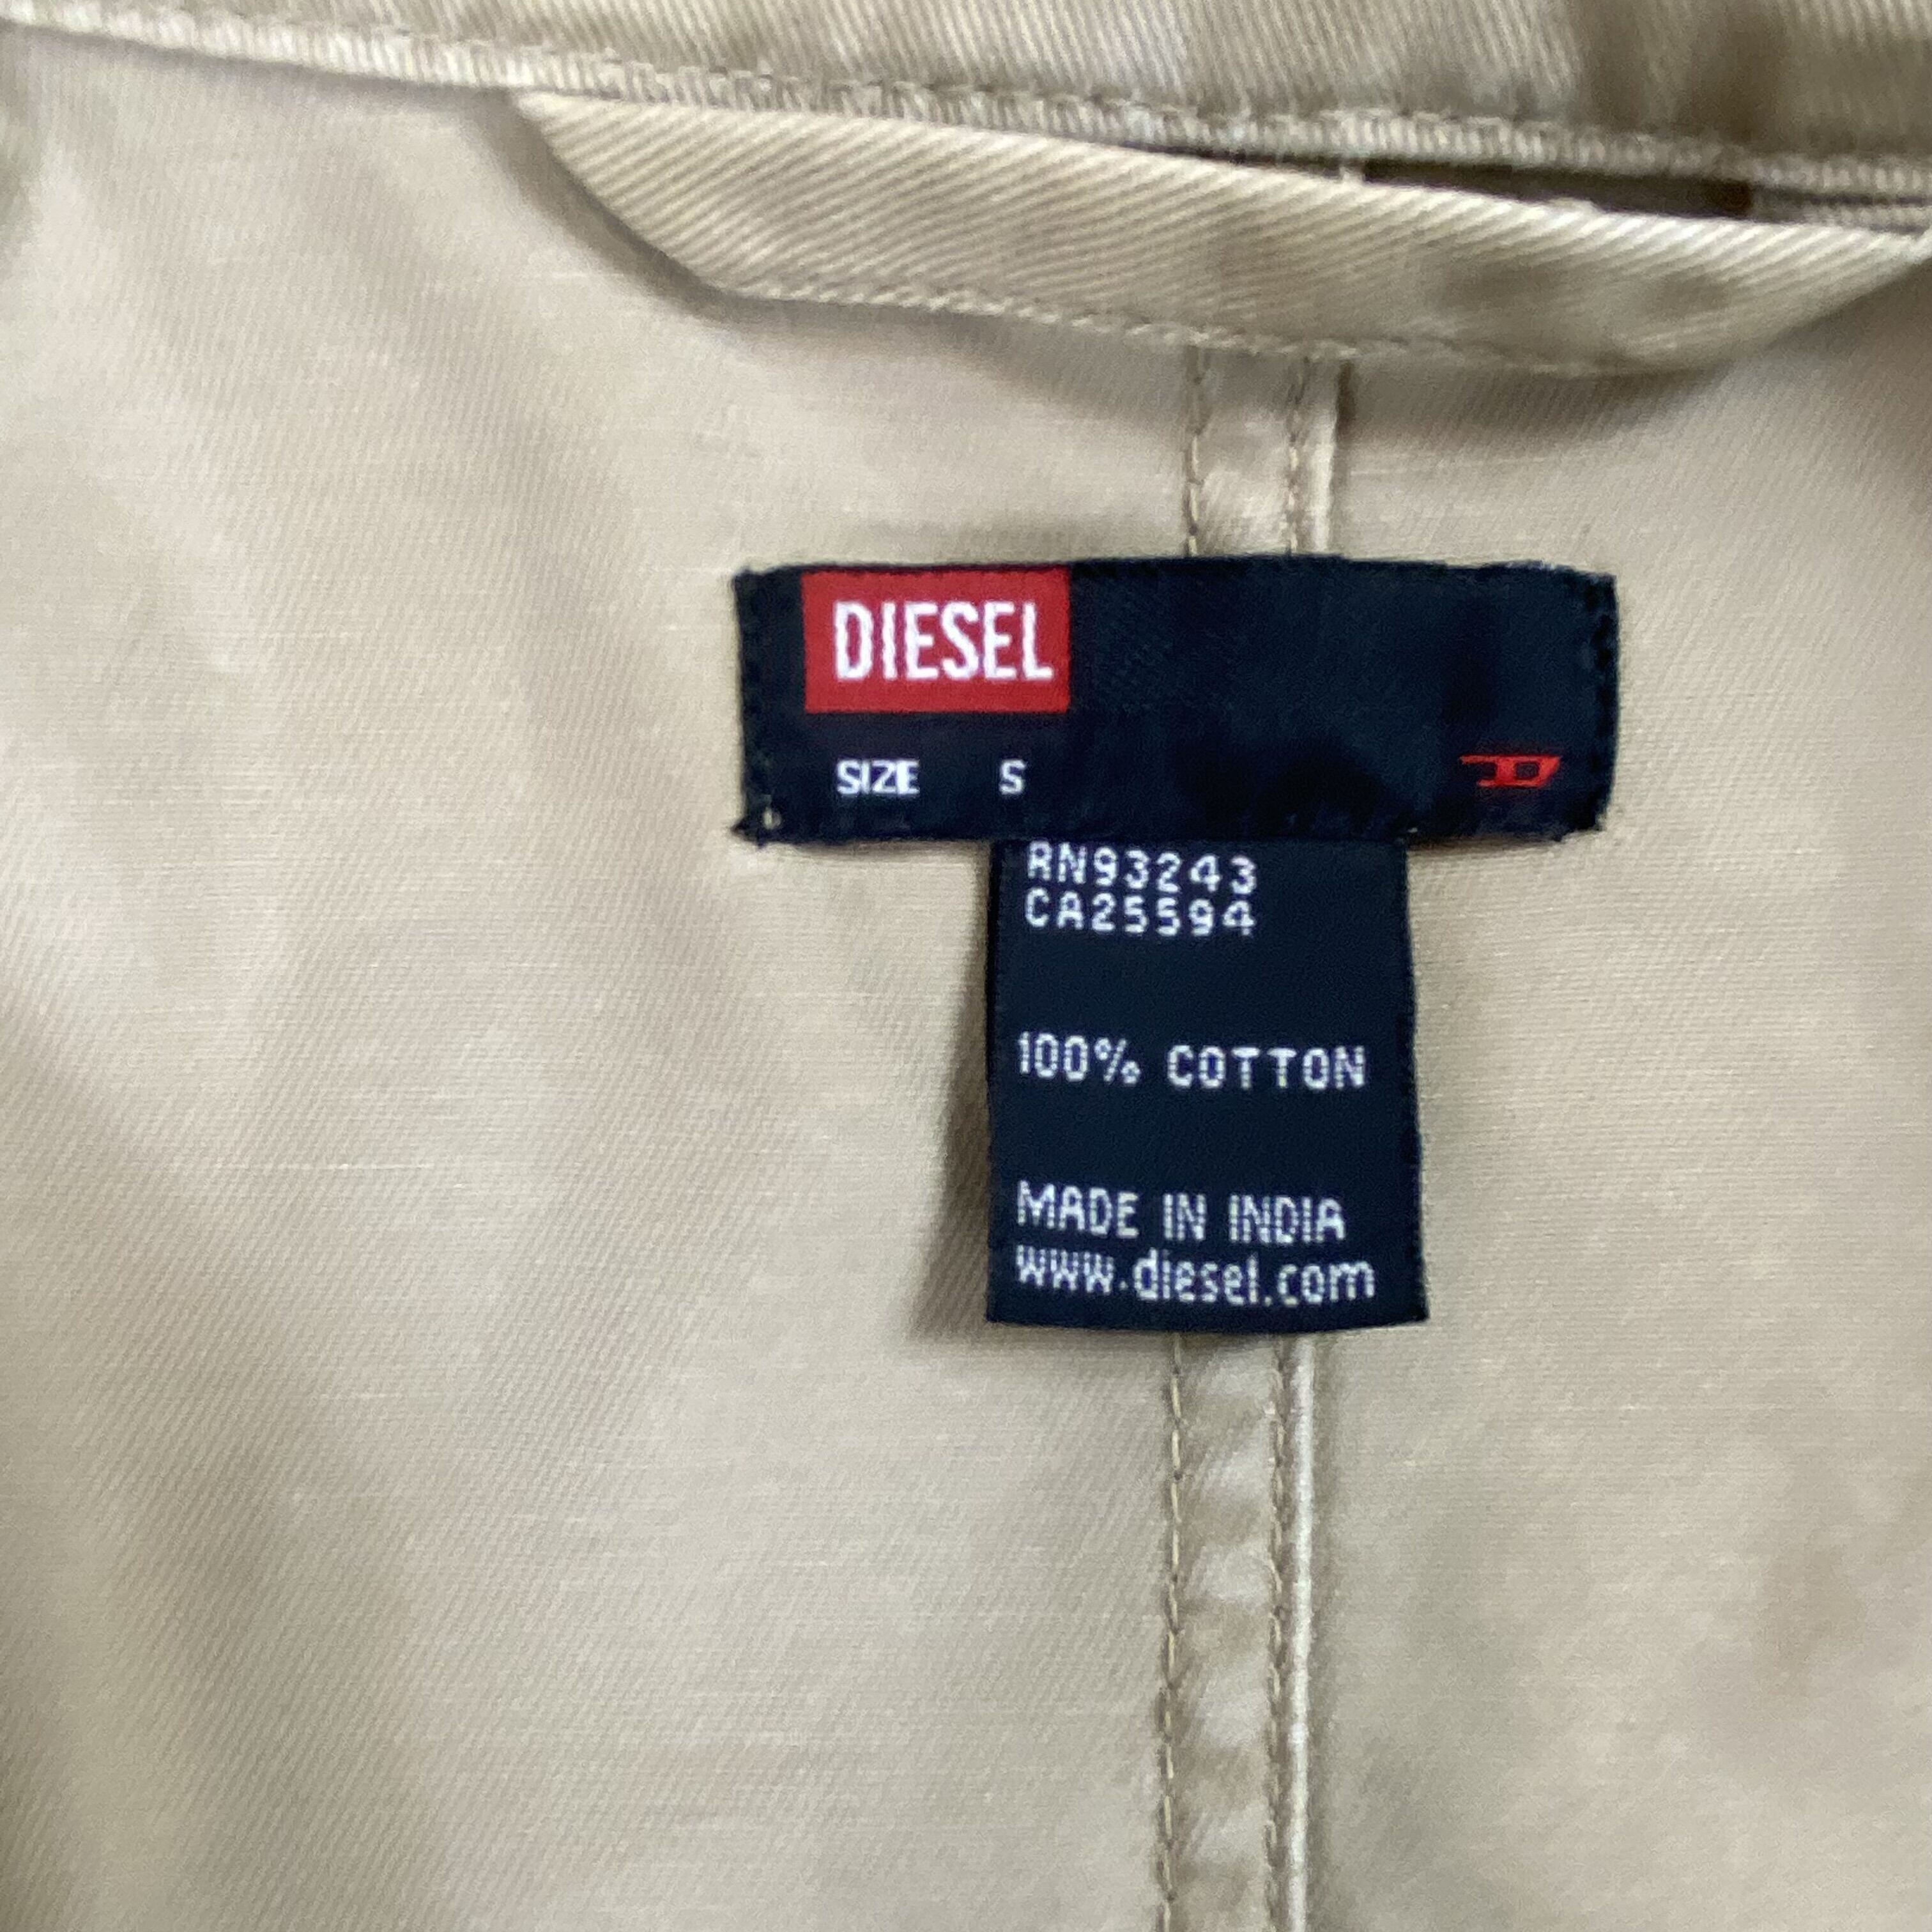 DIESEL
SIZE S
RN93243
CA25594
100% COTTON
MADE IN INDIA
www.diesel.com